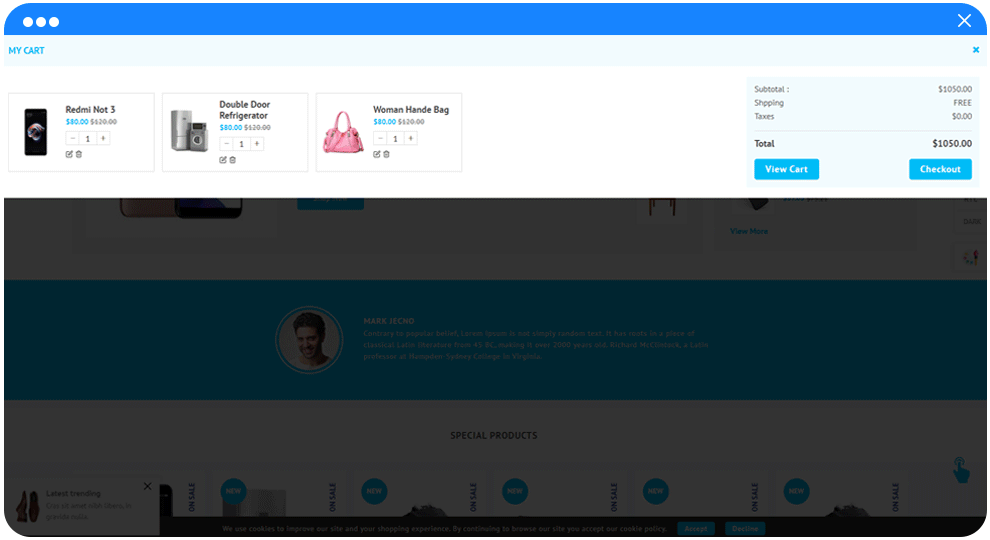 MY CART
Redmi Not 3
$80.00 $120.00
− 1 +
Double Door
Refrigerator
$80.00 $120.00
− 1 +
Woman Hande Bag
$80.00 $120.00
− 1 +
Subtotal : $1050.00
Shpping FREE
Taxes $0.00
Total $1050.00
View Cart Checkout
DARK
View More
MARK JECNO
Contrary to popular belief, Lorem Ipsum is not simply random text. It has roots in a piece of
classical Latin literature from 45 BC, making it over 2000 years old. Richard McClintock, a Latin
professor at Hampden-Sydney College in Virginia.
SPECIAL PRODUCTS
Latest trending
NEW ON SALE
NEW ON SALE
NEW ON SALE
NEW ON SALE
NEW ON SALE
ON SALE
We use cookies to improve our site and your shopping experience. By continuing to browse our site you accept our cookie policy. Accept Decline